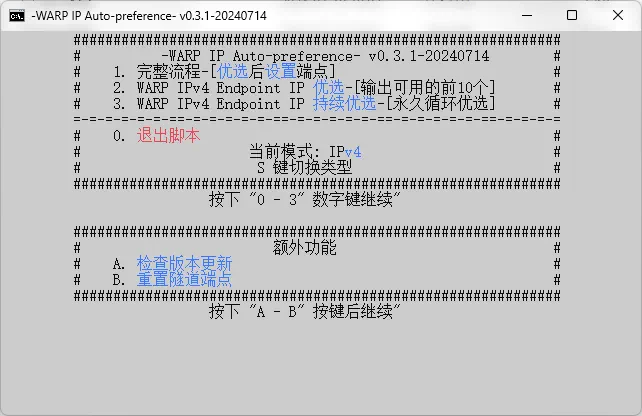 -WARP IP Auto-preference- v0.3.1-20240714
#############################################################
# -WARP IP Auto-preference- v0.3.1-20240714 #
# 1. 完整流程-[优选后设置端点] #
# 2. WARP IPv4 Endpoint IP 优选-[输出可用的前10个] #
# 3. WARP IPv4 Endpoint IP 持续优选-[永久循环优选] #
-------------------------------------------------------------
# 0. 退出脚本 #
# 当前模式: IPv4 #
# S 键切换类型 #
#############################################################
按下 "0 - 3" 数字键继续"
#############################################################
# 额外功能 #
# A. 检查版本更新 #
# B. 重置隧道端点 #
#############################################################
按下 "A - B" 按键后继续"